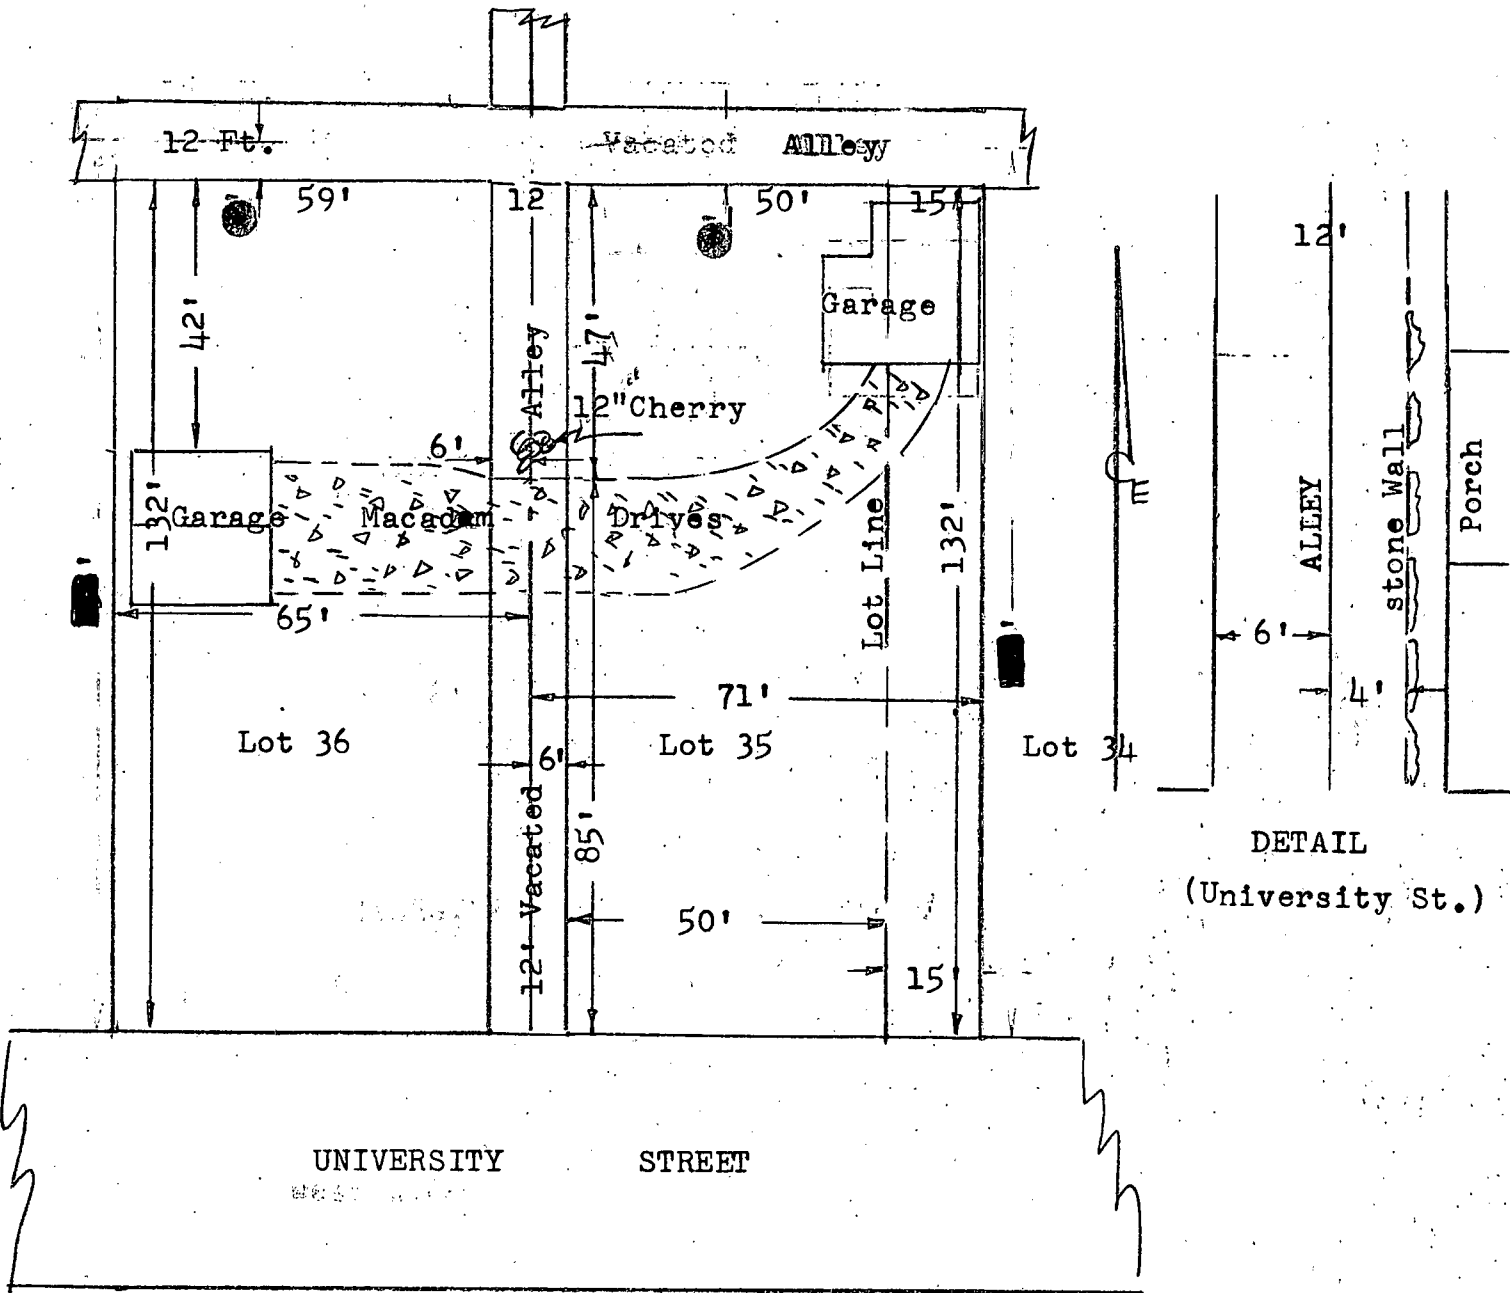 12 Ft.
Vacated Alley
59'
12
50'
15'
12'
42'
47'
Alley
Garage
12"Cherry
6'
132'
Garage
Macadam
Drives
Lot Line
132'
ALLEY
stone Wall
Porch
65'
6'
71'
4'
Lot 36
6'
Lot 35
Lot 34
12' Vacated
85'
DETAIL
(University St.)
50'
15'
UNIVERSITY STREET